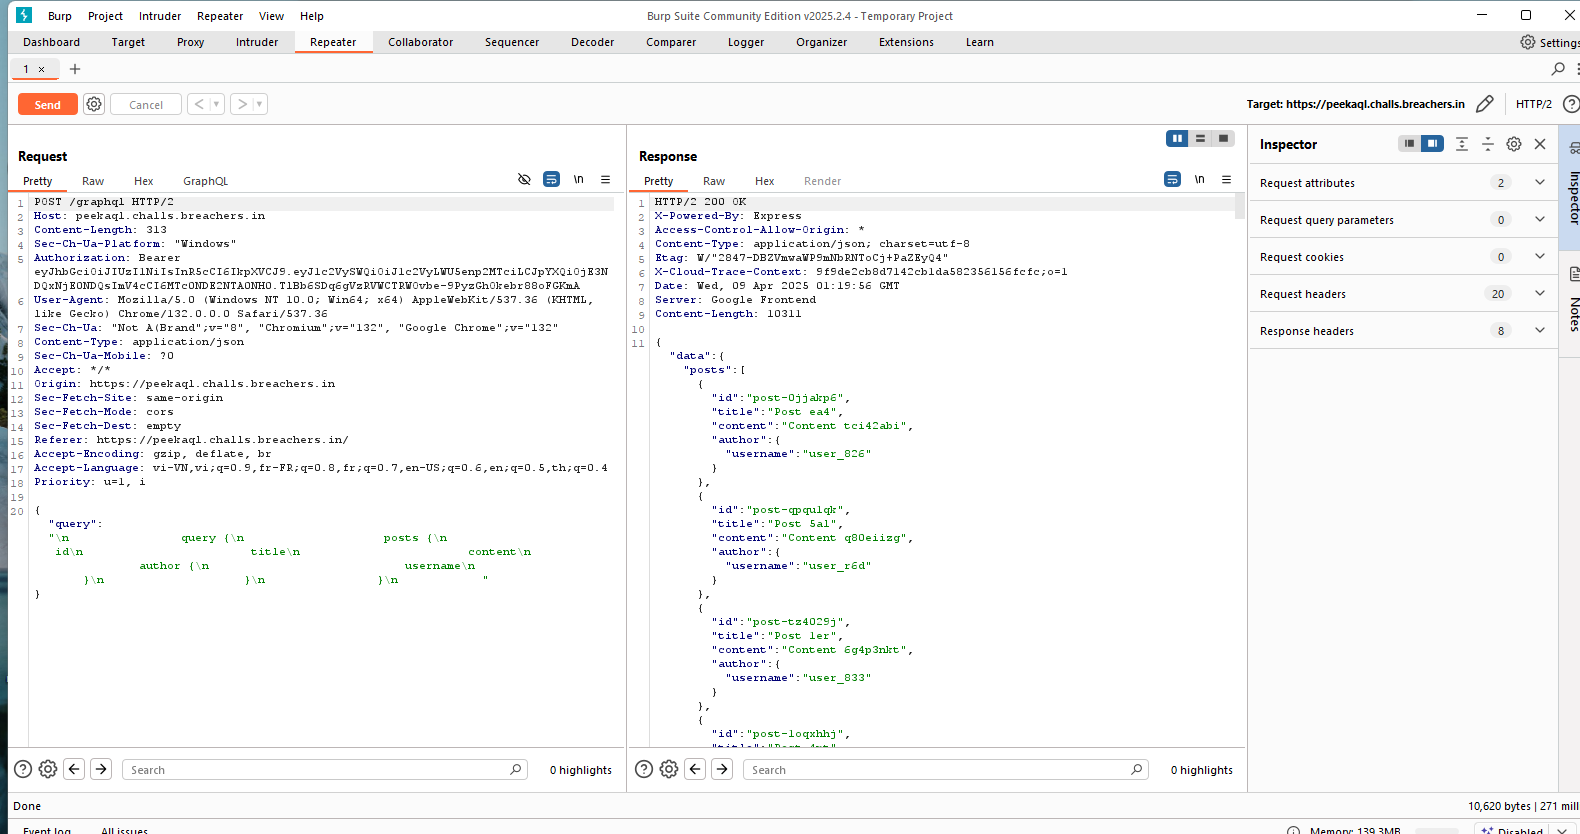 Burp Project Intruder Repeater View Help Burp Suite Community Edition v2025.2.4 - Temporary Project
Dashboard Target Proxy Intruder Repeater Collaborator Sequencer Decoder Comparer Logger Organizer Extensions Learn Settings
1 × +
Send Cancel < > Target: https://peekaql.challs.breachers.in HTTP/2
Request
Pretty Raw Hex GraphQL \n
1 POST /graphql HTTP/2
2 Host: peekaql.challs.breachers.in
3 Content-Length: 313
4 Sec-Ch-Ua-Platform: "Windows"
5 Authorization: Bearer
6 User-Agent: Mozilla/5.0 (Windows NT 10.0; Win64; x64) AppleWebKit/537.36 (KHTML,
like Gecko) Chrome/132.0.0.0 Safari/537.36
7 Sec-Ch-Ua: "Not A(Brand";v="8", "Chromium";v="132", "Google Chrome";v="132"
8 Content-Type: application/json
9 Sec-Ch-Ua-Mobile: ?0
10 Accept: */*
11 Origin: https://peekaql.challs.breachers.in
12 Sec-Fetch-Site: same-origin
13 Sec-Fetch-Mode: cors
14 Sec-Fetch-Dest: empty
15 Referer: https://peekaql.challs.breachers.in/
16 Accept-Encoding: gzip, deflate, br
17 Accept-Language: vi-VN,vi;q=0.9,fr-FR;q=0.8,fr;q=0.7,en-US;q=0.6,en;q=0.5,th;q=0.4
18 Priority: u=1, i
19
20 {
"query":
"\n query {\n posts {\n
id\n title\n content\n
author {\n username\n
}\n }\n }\n "
}
Search 0 highlights
Response
Pretty Raw Hex Render \n
1 HTTP/2 200 OK
2 X-Powered-By: Express
3 Access-Control-Allow-Origin: *
4 Content-Type: application/json; charset=utf-8
5 Etag: W/"2847-DBZVmwaWP9mNbRNToCj+PaZEyQ4"
6 X-Cloud-Trace-Context: 9f9de2cb8d7142cb1da582356156fcfc;o=1
7 Date: Wed, 09 Apr 2025 01:19:56 GMT
8 Server: Google Frontend
9 Content-Length: 10311
10
11 {
"data":{
"posts":[
{
"id":"post-0jjakp6",
"title":"Post ea4",
"content":"Content tci42abi",
"author":{
"username":"user_826"
}
},
{
"id":"post-qpqulqk",
"title":"Post 5al",
"content":"Content q80eiizg",
"author":{
"username":"user_r6d"
}
},
{
"id":"post-tz4029j",
"title":"Post 1er",
"content":"Content 6g4p3nkt",
"author":{
"username":"user_833"
}
},
{
"id":"post-loqxhhj",
Search 0 highlights
Inspector
Request attributes 2
Request query parameters 0
Request cookies 0
Request headers 20
Response headers 8
Inspector
Notes
Done 10,620 bytes | 271 mill
Event log All issues Memory: 139.3MB Disabled